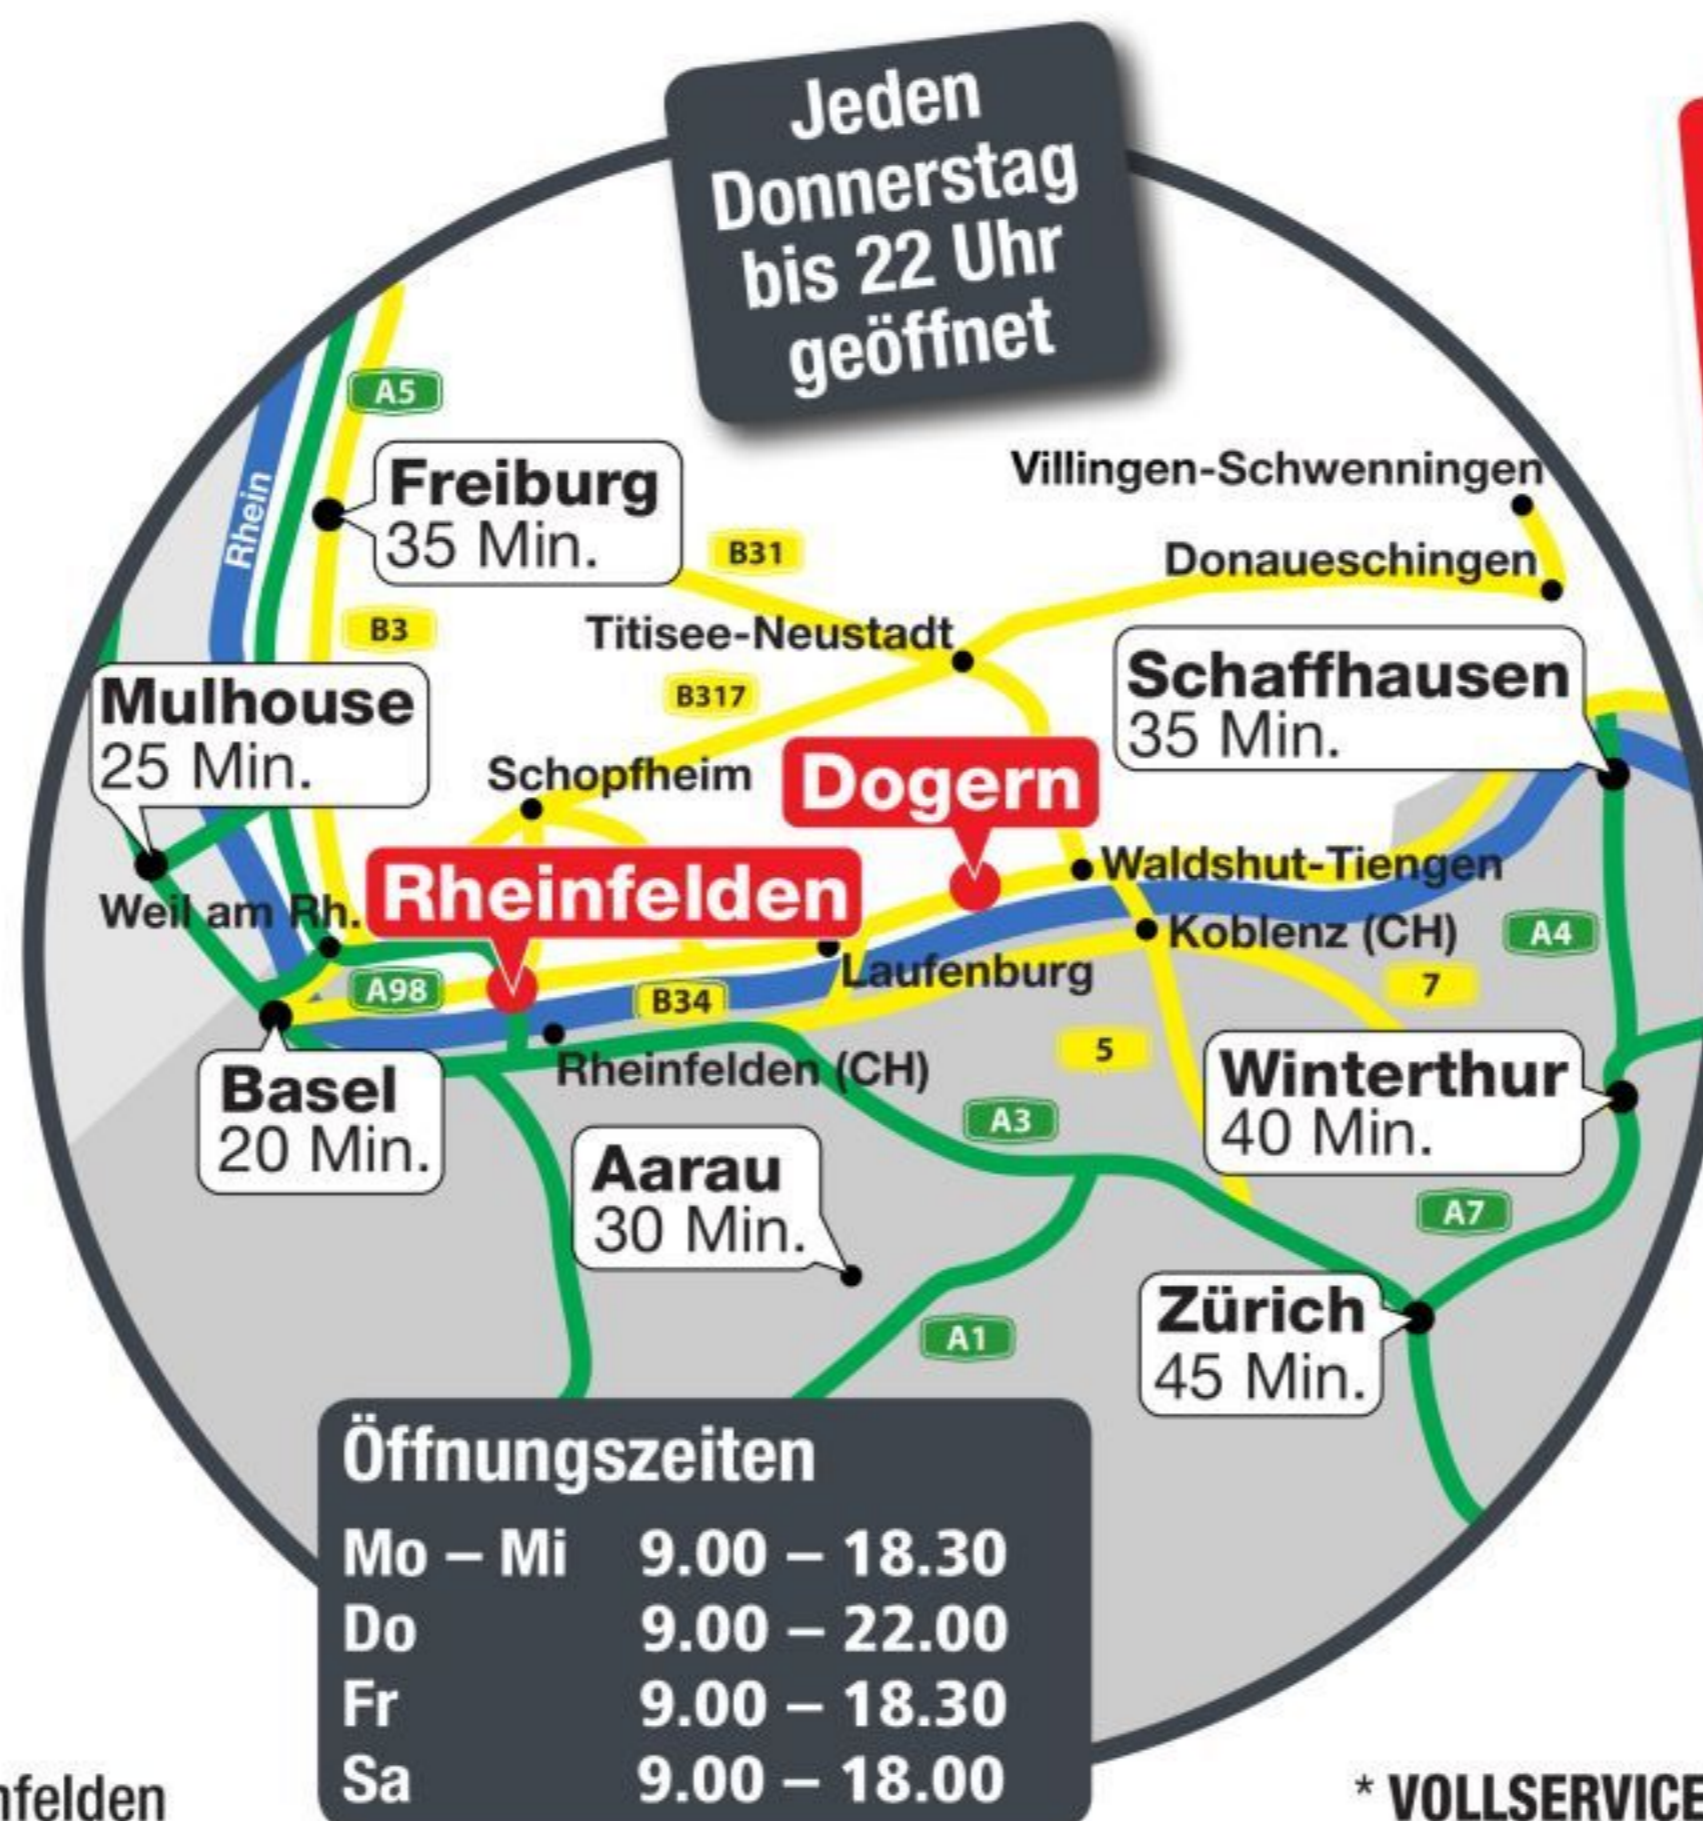 Jeden
Donnerstag
bis 22 Uhr
geöffnet
A5
Rhein
Freiburg
35 Min.
B31
Villingen-Schwenningen
Donaueschingen
B3
Titisee-Neustadt
B317
Mulhouse
25 Min.
Schaffhausen
35 Min.
Schopfheim
Dogern
Waldshut-Tiengen
Rheinfelden
Weil am Rh.
Koblenz (CH)
A4
Laufenburg
A98
B34
7
5
Rheinfelden (CH)
Basel
20 Min.
Winterthur
40 Min.
A3
Aarau
30 Min.
A7
Zürich
45 Min.
A1
Öffnungszeiten
Mo – Mi 9.00 – 18.30
Do 9.00 – 22.00
Fr 9.00 – 18.30
Sa 9.00 – 18.00
nfelden
* VOLLSERVICE